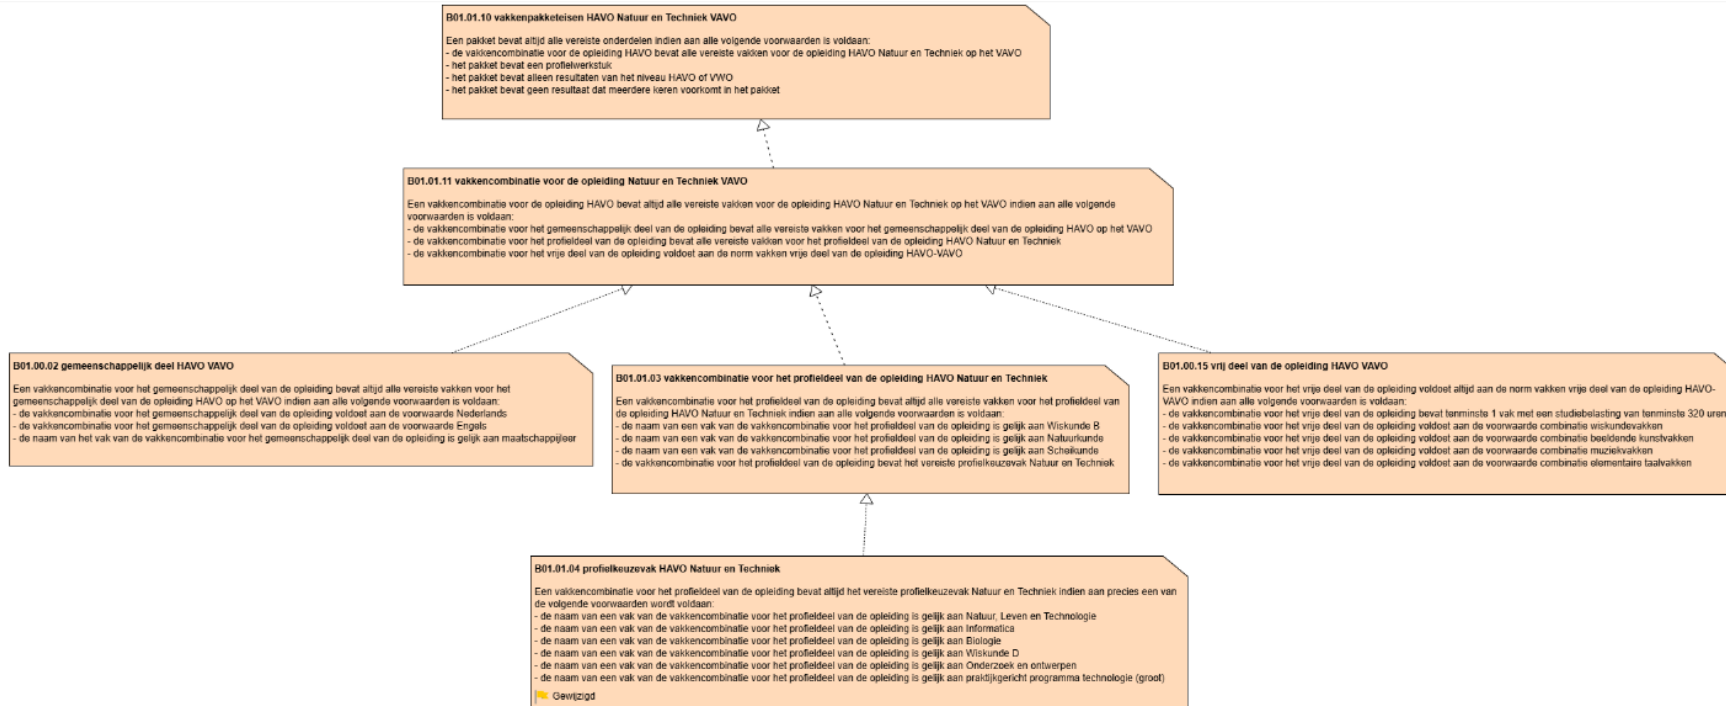 B01.01.10 vakkenpakketeisen HAVO Natuur en Techniek VAVO
Een pakket bevat altijd alle vereiste onderdelen indien aan alle volgende voorwaarden is voldaan:
- de vakkencombinatie voor de opleiding HAVO bevat alle vereiste vakken voor de opleiding HAVO Natuur en Techniek op het VAVO
- het pakket bevat een profielwerkstuk
- het pakket bevat alleen resultaten van het niveau HAVO of VWO
- het pakket bevat geen resultaat dat meerdere keren voorkomt in het pakket
B01.01.11 vakkencombinatie voor de opleiding Natuur en Techniek VAVO
Een vakkencombinatie voor de opleiding HAVO bevat altijd alle vereiste vakken voor de opleiding HAVO Natuur en Techniek op het VAVO indien aan alle volgende
voorwaarden is voldaan:
- de vakkencombinatie voor het gemeenschappelijk deel van de opleiding bevat alle vereiste vakken voor het gemeenschappelijk deel van de opleiding HAVO op het VAVO
- de vakkencombinatie voor het profieldeel van de opleiding bevat alle vereiste vakken voor het profieldeel van de opleiding HAVO Natuur en Techniek
- de vakkencombinatie voor het vrije deel van de opleiding voldoet aan de norm vakken vrije deel van de opleiding HAVO-VAVO
B01.00.02 gemeenschappelijk deel HAVO VAVO
Een vakkencombinatie voor het gemeenschappelijk deel van de opleiding bevat altijd alle vereiste vakken voor het
gemeenschappelijk deel van de opleiding HAVO op het VAVO indien aan alle volgende voorwaarden is voldaan:
- de vakkencombinatie voor het gemeenschappelijk deel van de opleiding voldoet aan de voorwaarde Nederlands
- de vakkencombinatie voor het gemeenschappelijk deel van de opleiding voldoet aan de voorwaarde Engels
- de naam van het vak van de vakkencombinatie voor het gemeenschappelijk deel van de opleiding is gelijk aan maatschappijleer
B01.01.03 vakkencombinatie voor het profieldeel van de opleiding HAVO Natuur en Techniek
Een vakkencombinatie voor het profieldeel van de opleiding bevat altijd alle vereiste vakken voor het profieldeel van
de opleiding HAVO Natuur en Techniek indien aan alle volgende voorwaarden is voldaan:
- de naam van een vak van de vakkencombinatie voor het profieldeel van de opleiding is gelijk aan Wiskunde B
- de naam van een vak van de vakkencombinatie voor het profieldeel van de opleiding is gelijk aan Natuurkunde
- de naam van een vak van de vakkencombinatie voor het profieldeel van de opleiding is gelijk aan Scheikunde
- de vakkencombinatie voor het profieldeel van de opleiding bevat het vereiste profielkeuzevak Natuur en Techniek
B01.00.15 vrij deel van de opleiding HAVO VAVO
Een vakkencombinatie voor het vrije deel van de opleiding voldoet altijd aan de norm vakken vrije deel van de opleiding HAVO-
VAVO indien aan alle volgende voorwaarden is voldaan:
- de vakkencombinatie voor het vrije deel van de opleiding bevat tenminste 1 vak met een studiebelasting van tenminste 320 uren
- de vakkencombinatie voor het vrije deel van de opleiding voldoet aan de voorwaarde combinatie wiskundevakken
- de vakkencombinatie voor het vrije deel van de opleiding voldoet aan de voorwaarde combinatie beeldende kunstvakken
- de vakkencombinatie voor het vrije deel van de opleiding voldoet aan de voorwaarde combinatie muziekvakken
- de vakkencombinatie voor het vrije deel van de opleiding voldoet aan de voorwaarde combinatie elementaire taalvakken
B01.01.04 profielkeuzevak HAVO Natuur en Techniek
Een vakkencombinatie voor het profieldeel van de opleiding bevat altijd het vereiste profielkeuzevak Natuur en Techniek indien aan precies een van
de volgende voorwaarden wordt voldaan:
- de naam van een vak van de vakkencombinatie voor het profieldeel van de opleiding is gelijk aan Natuur, Leven en Technologie
- de naam van een vak van de vakkencombinatie voor het profieldeel van de opleiding is gelijk aan Informatica
- de naam van een vak van de vakkencombinatie voor het profieldeel van de opleiding is gelijk aan Biologie
- de naam van een vak van de vakkencombinatie voor het profieldeel van de opleiding is gelijk aan Wiskunde D
- de naam van een vak van de vakkencombinatie voor het profieldeel van de opleiding is gelijk aan Onderzoek en ontwerpen
- de naam van een vak van de vakkencombinatie voor het profieldeel van de opleiding is gelijk aan praktijkgericht programma technologie (groot)
Gewijzigd